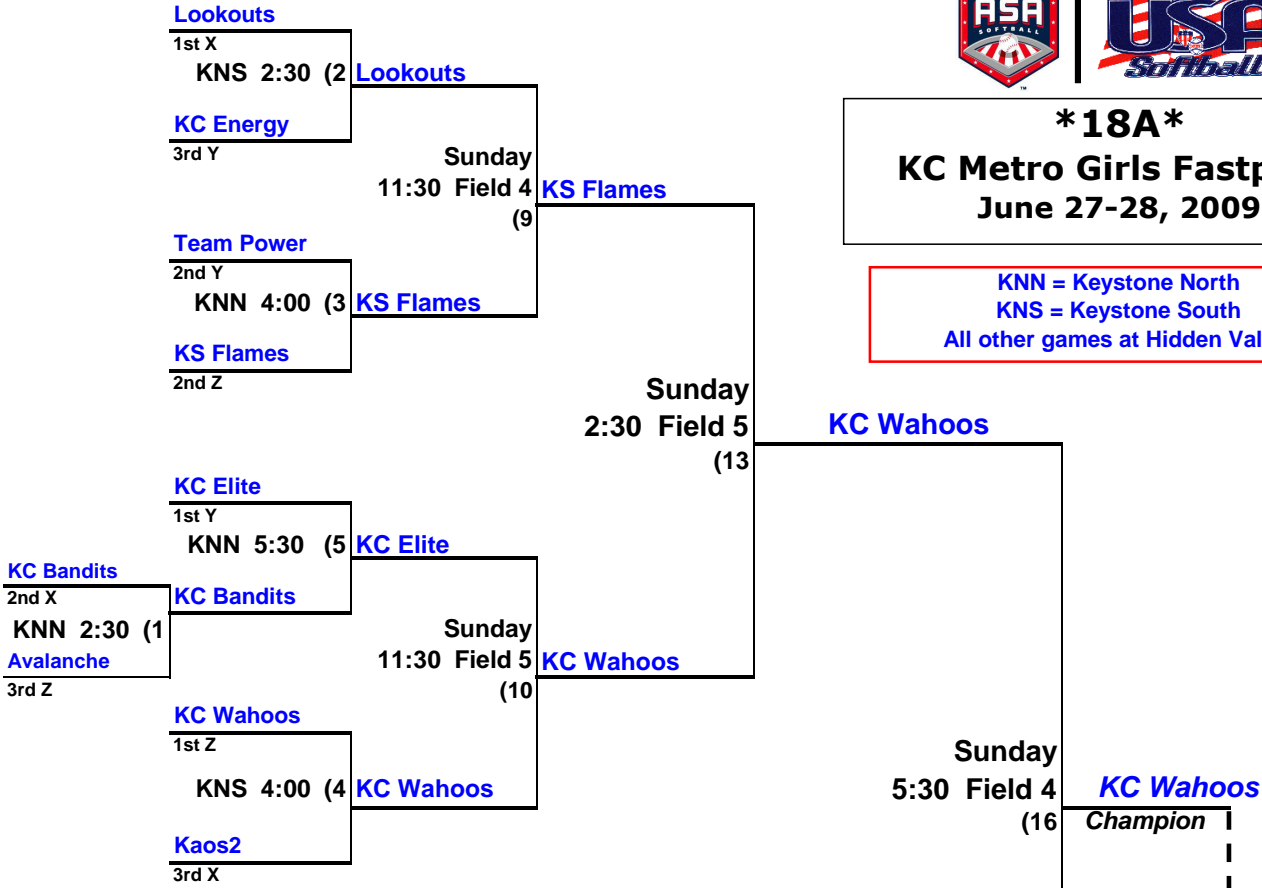 Lookouts
1st X
KNS 2:30 (2
Lookouts
KC Energy
3rd Y
Sunday
11:30 Field 4
(9
KS Flames
Team Power
2nd Y
KNN 4:00 (3
KS Flames
KS Flames
2nd Z
Sunday
2:30 Field 5
(13
KC Wahoos
KC Elite
1st Y
KNN 5:30 (5
KC Elite
KC Bandits
2nd X
KNN 2:30 (1
KC Bandits
Avalanche
3rd Z
Sunday
11:30 Field 5
(10
KC Wahoos
KC Wahoos
1st Z
KNS 4:00 (4
KC Wahoos
Kaos2
3rd X
Sunday
5:30 Field 4
(16
KC Wahoos
Champion
ASA
SOFTBALL
TM
USA
Softball
*18A*
KC Metro Girls
June 27-28, 2009
KNN = Keystone North
KNS = Keystone South
All other games at Hidden